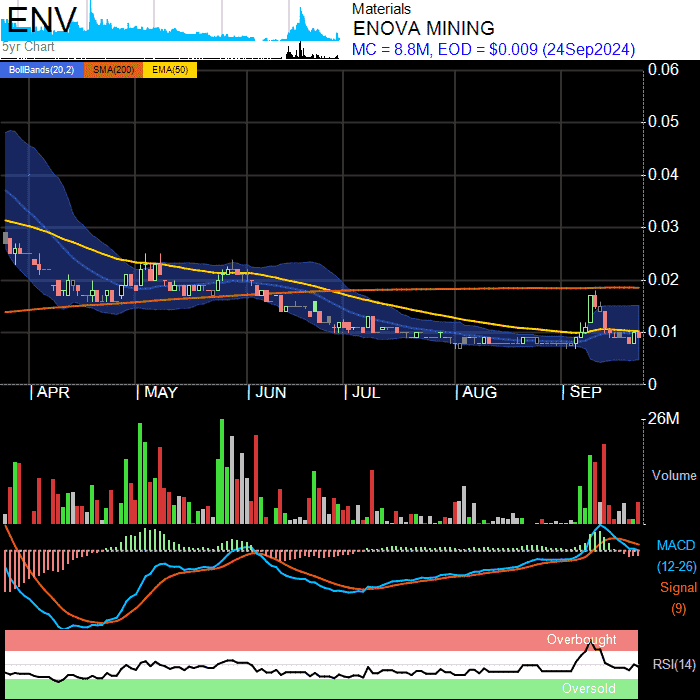 ENV
Materials
ENOVA MINING
5yr Chart
MC = 8.8M, EOD = $0.009 (24Sep2024)
BollBands(20,2) SMA(200) EMA(50)
0.06
0.05
0.04
0.03
0.02
0.01
0
APR MAY JUN JUL AUG SEP
26M
Volume
MACD
(12-26)
Signal
(9)
Overbought
RSI(14)
Oversold